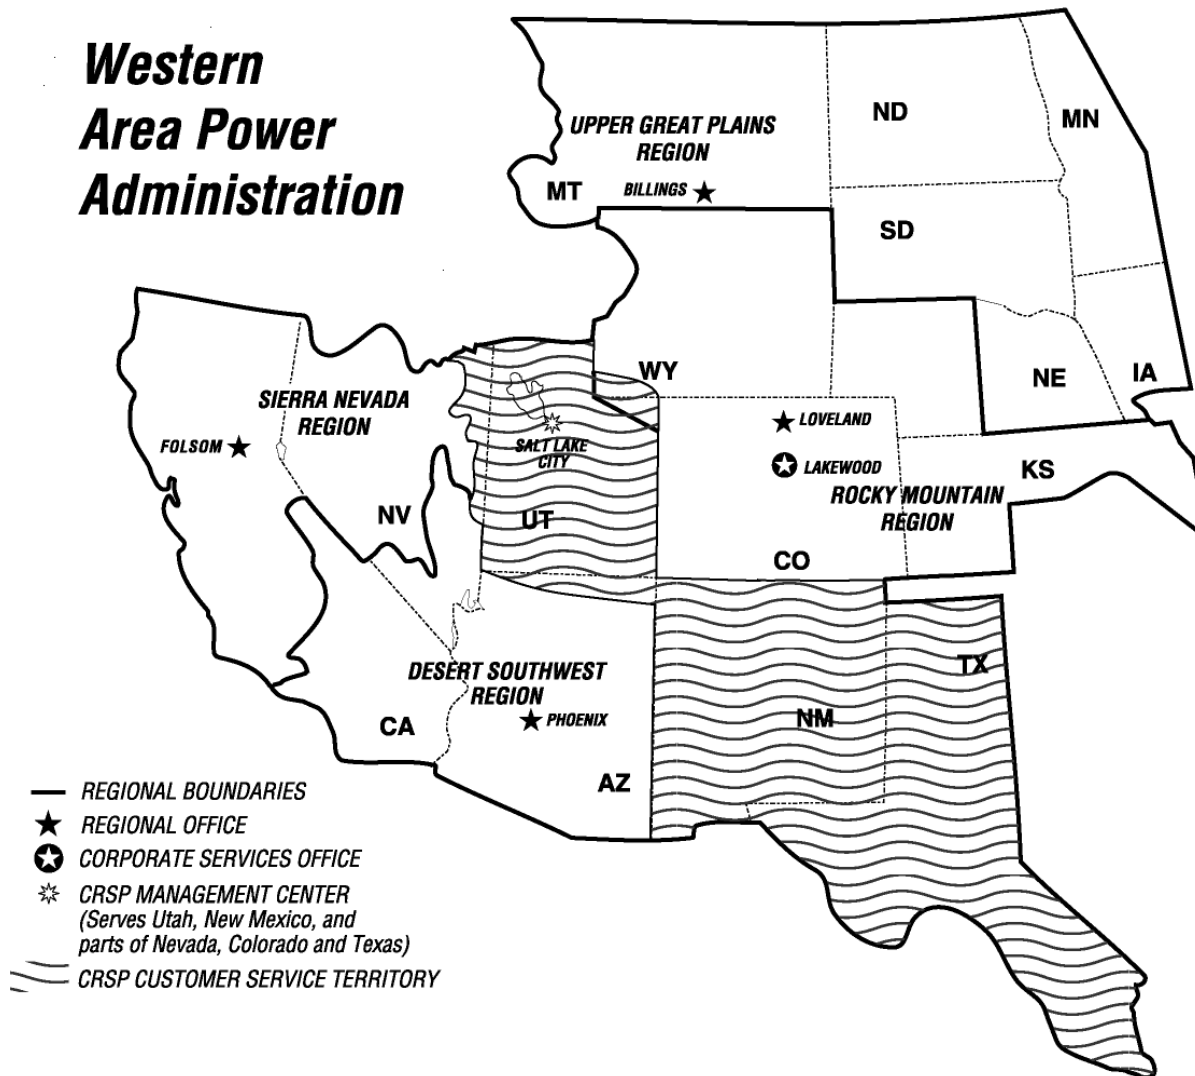 Western
Area Power
Administration
UPPER GREAT PLAINS
REGION
ND
MN
MT
BILLINGS
SD
WY
NE
IA
SIERRA NEVADA
REGION
FOLSOM
LOVELAND
SALT LAKE
CITY
LAKEWOOD
KS
ROCKY MOUNTAIN
REGION
NV
UT
CO
DESERT SOUTHWEST
REGION
TX
PHOENIX
NM
CA
AZ
REGIONAL BOUNDARIES
REGIONAL OFFICE
CORPORATE SERVICES OFFICE
CRSP MANAGEMENT CENTER
(Serves Utah, New Mexico, and
parts of Nevada, Colorado and Texas)
CRSP CUSTOMER SERVICE TERRITORY